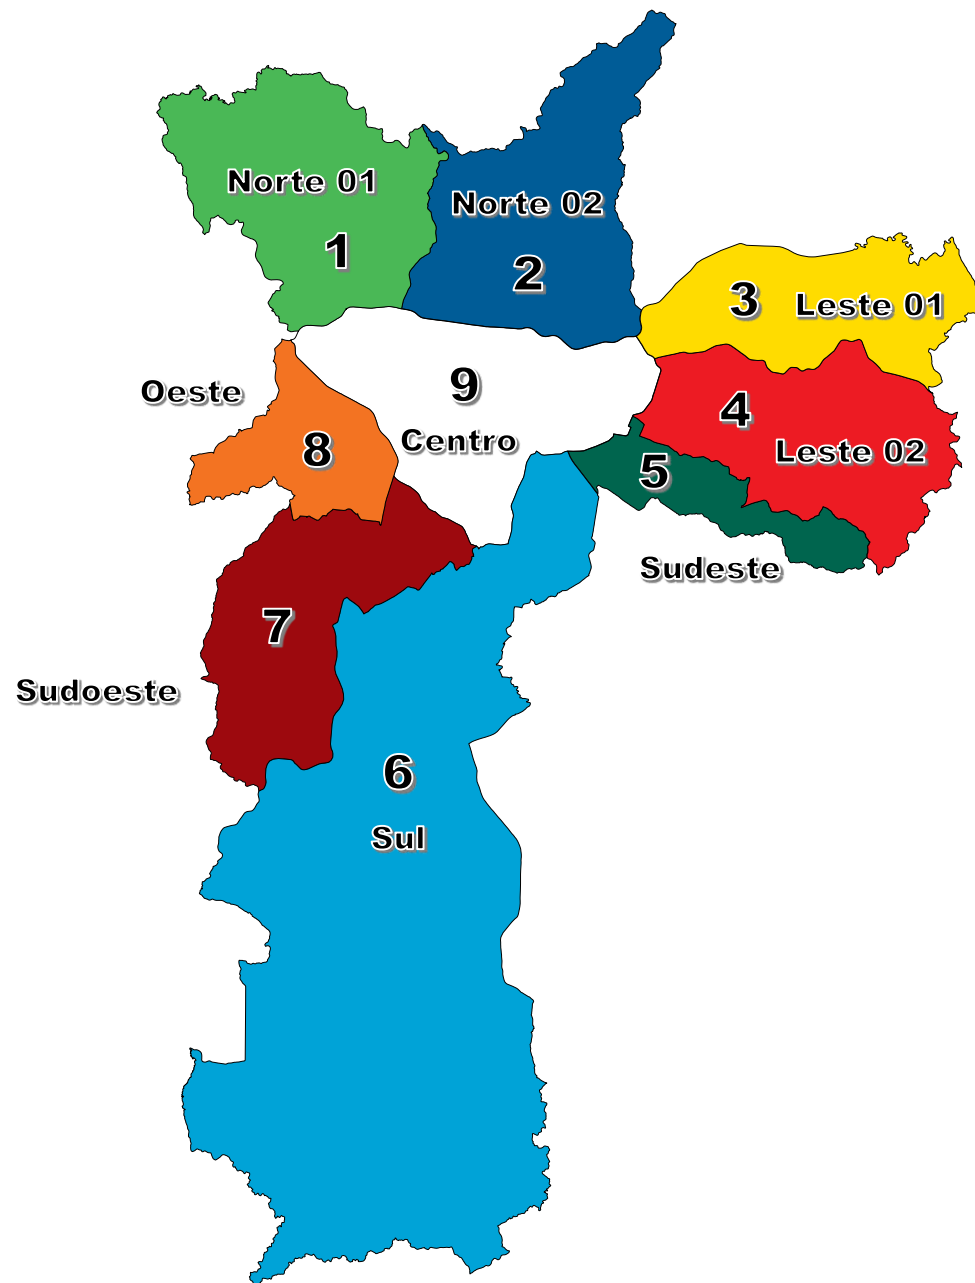 Norte 01
1
Norte 02
2
3 Leste 01
Oeste
9
4
8
Centro
5
Leste 02
Sudeste
7
Sudoeste
6
Sul